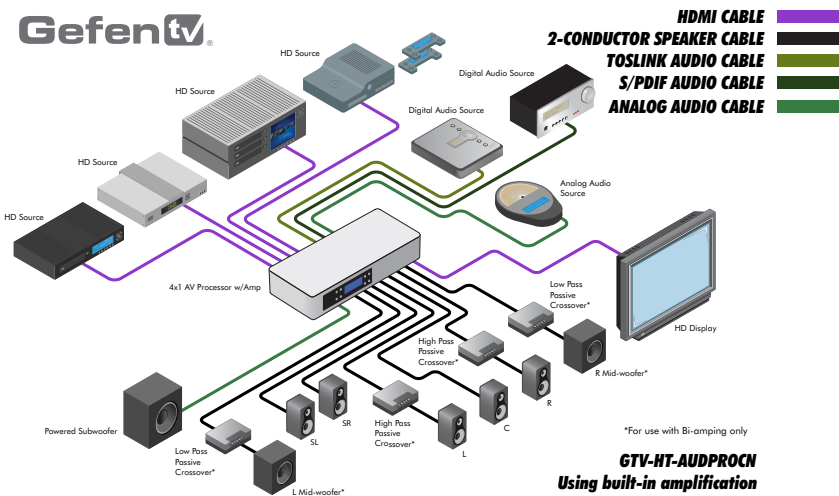 Gefen tv®
HDMI CABLE
2-CONDUCTOR SPEAKER CABLE
TOSLINK AUDIO CABLE
S/PDIF AUDIO CABLE
ANALOG AUDIO CABLE
HD Source
Digital Audio Source
HD Source
Digital Audio Source
HD Source
Analog Audio
Source
HD Source
4x1 AV Processor w/Amp
Low Pass
Passive
Crossover*
HD Display
High Pass
Passive
Crossover*
R Mid-woofer*
R
Powered Subwoofer
SL
SR
High Pass
Passive
Crossover*
L
C
Low Pass
Passive
Crossover*
L Mid-woofer*
*For use with Bi-amping only
GTV-HT-AUDPROCN
Using built-in amplification